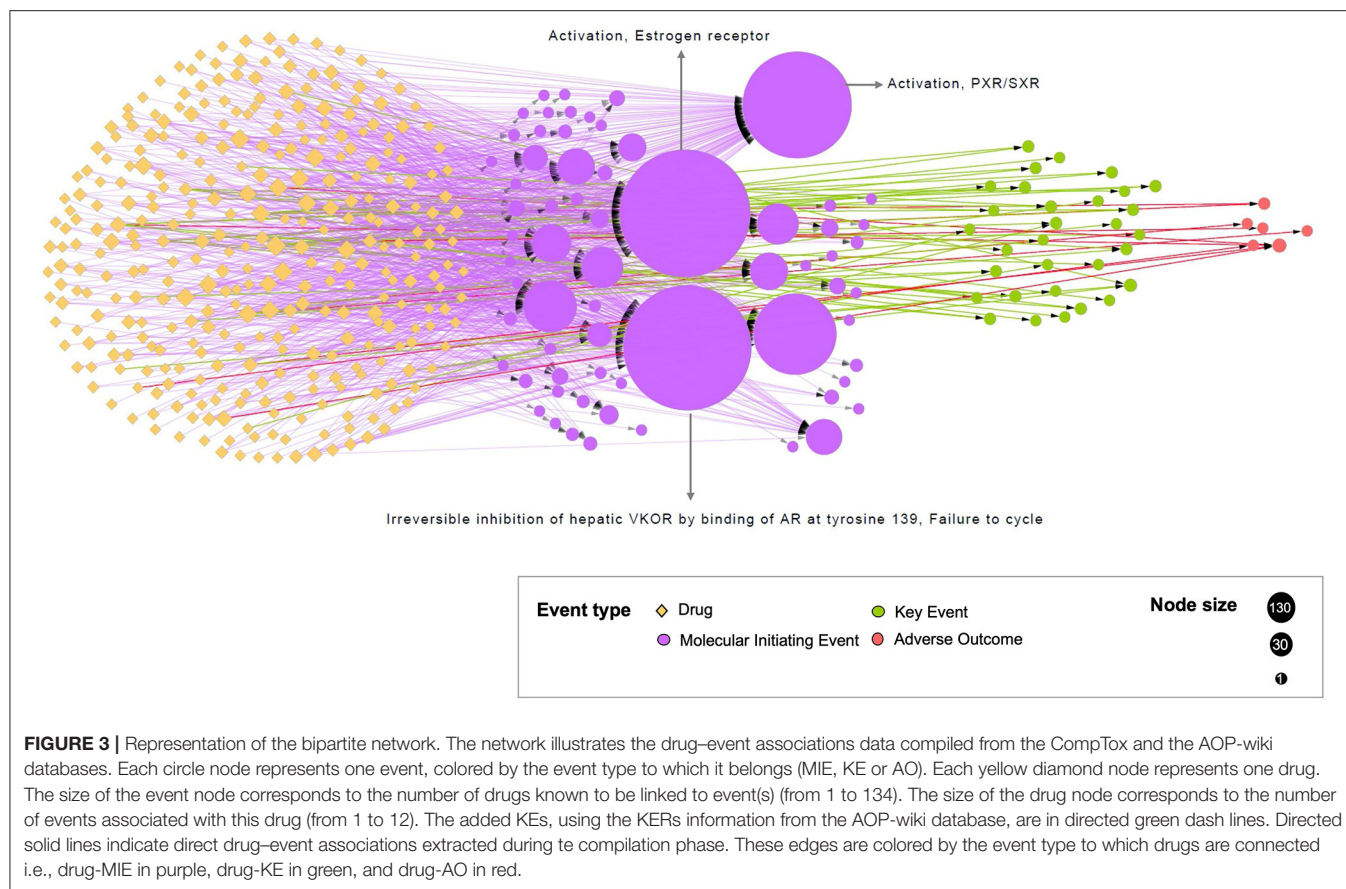 Activation, Estrogen receptor
Activation, PXR/SXR
Irreversible inhibition of hepatic VKOR by binding of AR at tyrosine 139, Failure to cycle
Event type
Drug
Key Event
Node size
130
Molecular Initiating Event
Adverse Outcome
30
1
FIGURE 3 | Representation of the bipartite network. The network illustrates the drug–event associations data compiled from the CompTox and the AOP-wiki
databases. Each circle node represents one event, colored by the event type to which it belongs (MIE, KE or AO). Each yellow diamond node represents one drug.
The size of the event node corresponds to the number of drugs known to be linked to event(s) (from 1 to 134). The size of the drug node corresponds to the number
of events associated with this drug (from 1 to 12). The added KEs, using the KERs information from the AOP-wiki database, are in directed green dash lines. Directed
solid lines indicate direct drug–event associations extracted during te compilation phase. These edges are colored by the event type to which drugs are connected
i.e., drug-MIE in purple, drug-KE in green, and drug-AO in red.